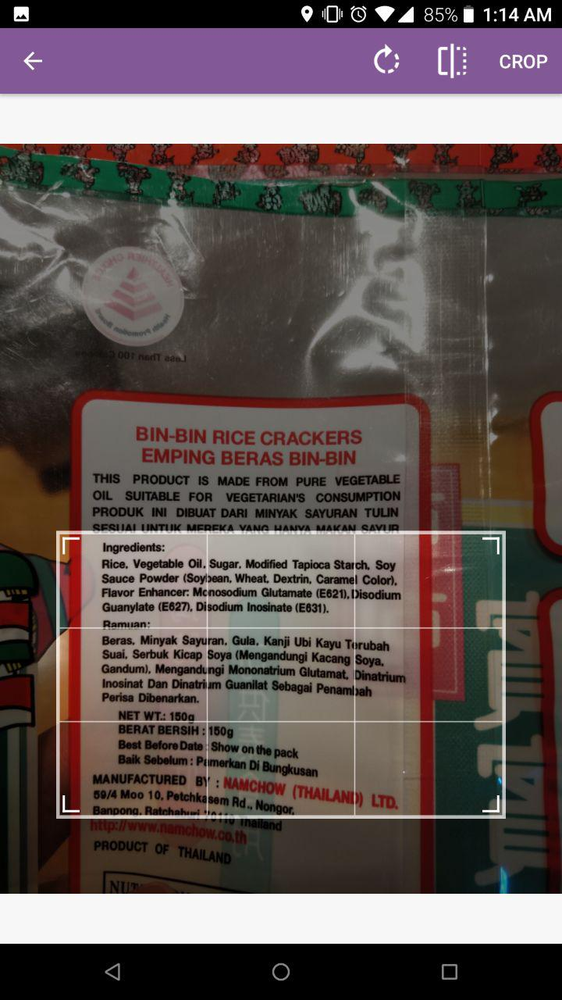 85% 1:14 AM
CROP
HEALTHIER CHOICE
Health Promotion Board
Less Than 100 Calories
BIN-BIN RICE CRACKERS
EMPING BERAS BIN-BIN
THIS PRODUCT IS MADE FROM PURE VEGETABLE
OIL SUITABLE FOR VEGETARIAN'S CONSUMPTION
PRODUK INI DIBUAT DARI MINYAK SAYURAN TULIN
SESUAI UNTUK MEREKA YANG HANYA MAKAN SAYUR
Ingredients:
Rice, Vegetable Oil, Sugar, Modified Tapioca Starch, Soy
Sauce Powder (Soybean, Wheat, Dextrin, Caramel Color),
Flavor Enhancer: Monosodium Glutamate (E621), Disodium
Guanylate (E627), Disodium Inosinate (E631).
Ramuan:
Beras, Minyak Sayuran, Gula, Kanji Ubi Kayu Terubah
Suai, Serbuk Kicap Soya (Mengandungi Kacang Soya,
Gandum), Mengandungi Mononatrium Glutamat, Dinatrium
Inosinat Dan Dinatrium Guanilat Sebagai Penambah
Perisa Dibenarkan.
NET WT.: 150g
BERAT BERSIH : 150g
Best Before Date : Show on the pack
Baik Sebelum : Pamerkan Di Bungkusan
MANUFACTURED BY : NAMCHOW (THAILAND) LTD.
59/4 Moo 10, Petchkasem Rd., Nongor,
Banpong, Ratchaburi 70110 Thailand
http://www.namchow.co.th
PRODUCT OF THAILAND